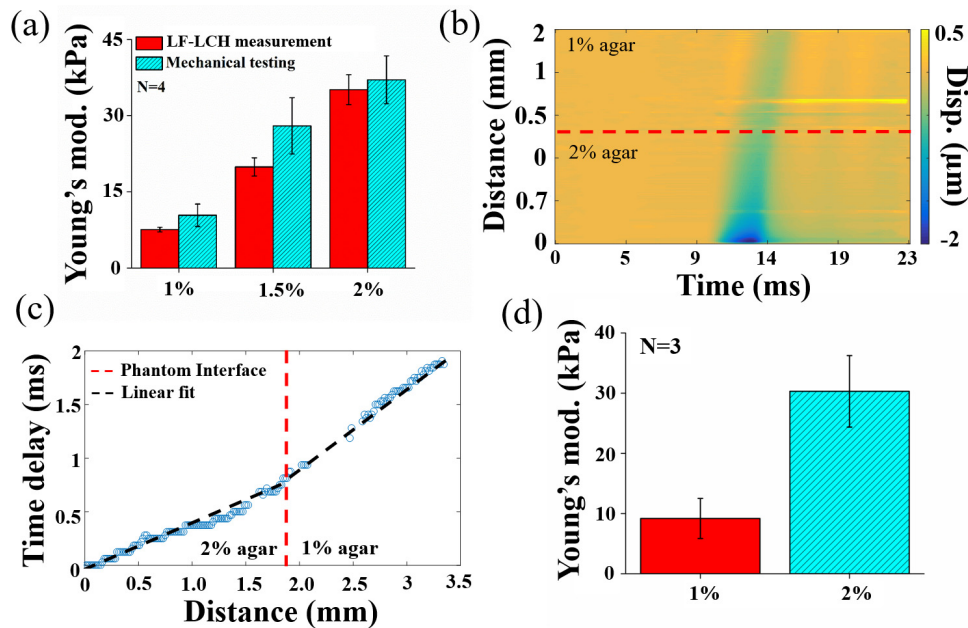 (a)
Young's mod. (kPa)
45
30
15
0
LF-LCH measurement
Mechanical testing
N=4
1% 1.5% 2%
(b)
Distance (mm)
2
1
0.5
0
0.7
0
1% agar
2% agar
0 5 9 14 19 23
Time (ms)
0.5
Disp. (µm)
-2
(c)
Time delay (ms)
2
1.5
1
0.5
0
Phantom Interface
Linear fit
2% agar 1% agar
0 0.5 1.0 1.5 2 2.5 3 3.5
Distance (mm)
(d)
Young's mod. (kPa)
40
30
20
10
0
N=3
1% 2%